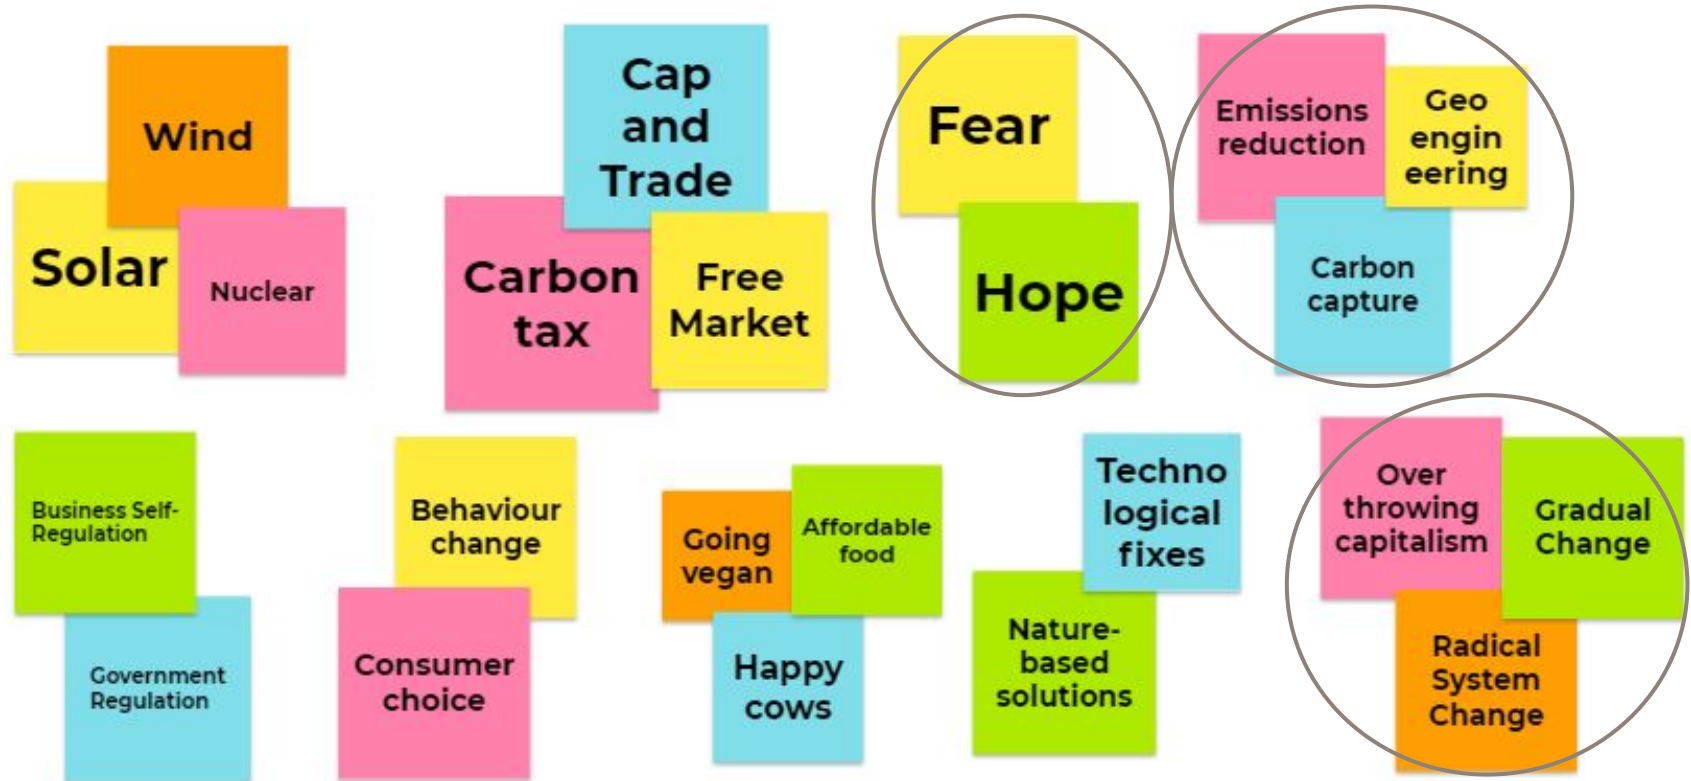 Wind
Solar
Nuclear
Cap
and
Trade
Carbon
tax
Free
Market
Fear
Hope
Emissions
reduction
Geo
engin
eering
Carbon
capture
Business Self-
Regulation
Government
Regulation
Behaviour
change
Consumer
choice
Going
vegan
Affordable
food
Happy
cows
Techno
logical
fixes
Nature-
based
solutions
Over
throwing
capitalism
Gradual
Change
Radical
System
Change